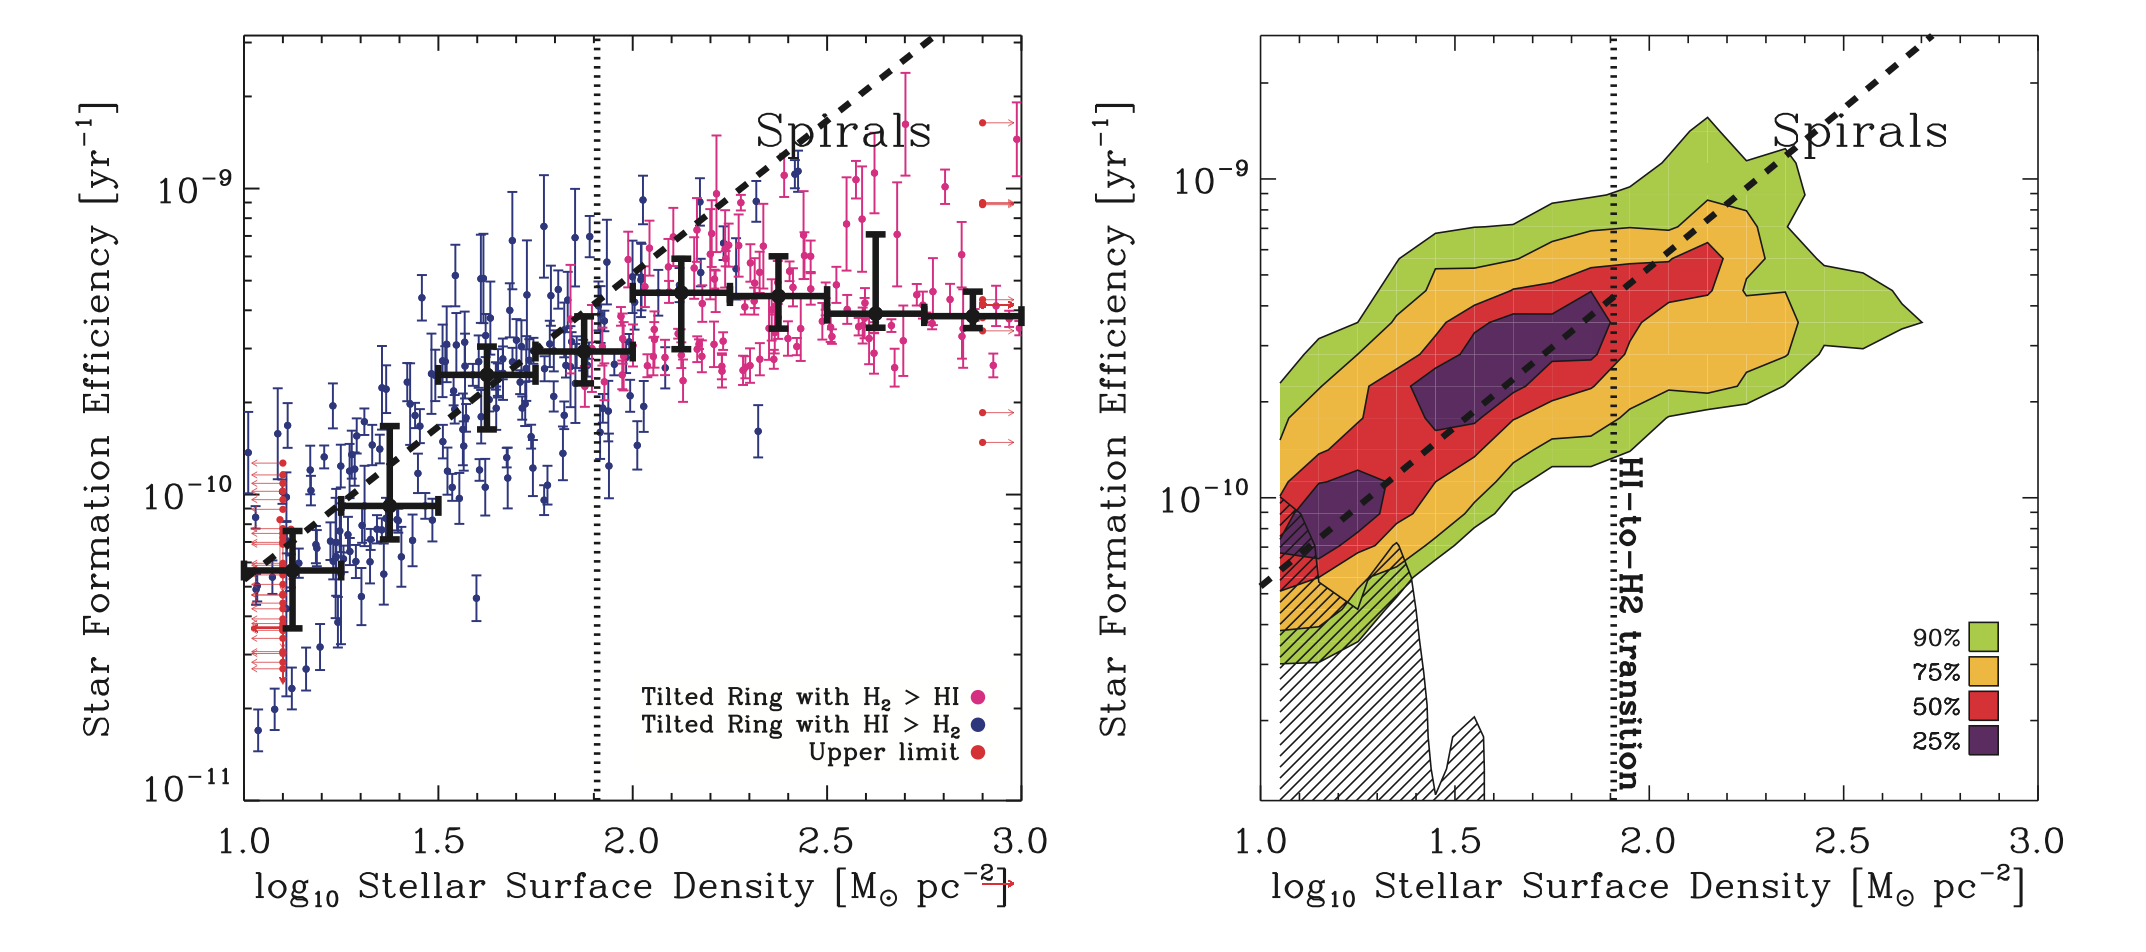 Star Formation Efficiency [yr⁻¹]
10⁻⁹
10⁻¹⁰
10⁻¹¹
Spirals
Tilted Ring with H₂ > HI
Tilted Ring with HI > H₂
Upper limit
1.0 1.5 2.0 2.5 3.0
log₁₀ Stellar Surface Density [M⊙ pc⁻²]
Star Formation Efficiency [yr⁻¹]
10⁻⁹
10⁻¹⁰
Spirals
HI-to-H2 transition
90%
75%
50%
25%
1.0 1.5 2.0 2.5 3.0
log₁₀ Stellar Surface Density [M⊙ pc⁻²]